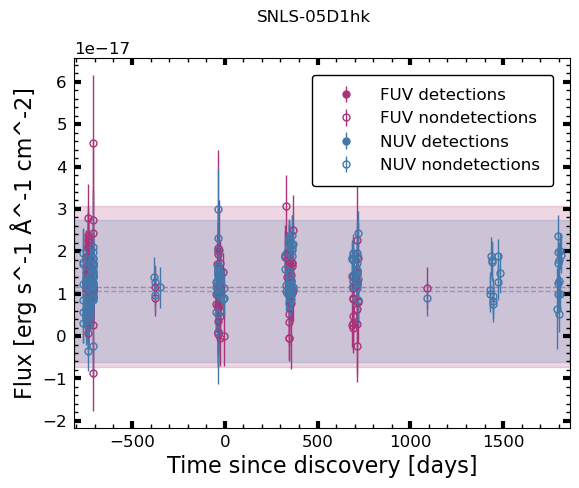 SNLS-05D1hk
1e−17
FUV detections
FUV nondetections
NUV detections
NUV nondetections
6
5
4
3
2
1
0
−1
−2
Flux [erg s^-1 Å^-1 cm^-2]
−500 0 500 1000 1500
Time since discovery [days]